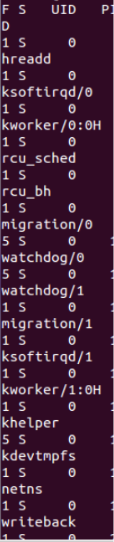 F S   UID   PI
D
1 S     0
hreadd
1 S     0
ksoftirqd/0
1 S     0
kworker/0:0H
1 S     0
rcu_sched
1 S     0
rcu_bh
1 S     0
migration/0
5 S     0     1
watchdog/0
5 S     0     1
watchdog/1
1 S     0     1
migration/1
1 S     0     1
ksoftirqd/1
1 S     0     1
kworker/1:0H
1 S     0     1
khelper
5 S     0     1
kdevtmpfs
1 S     0     1
netns
1 S     0     1
writeback
1 S     0     1